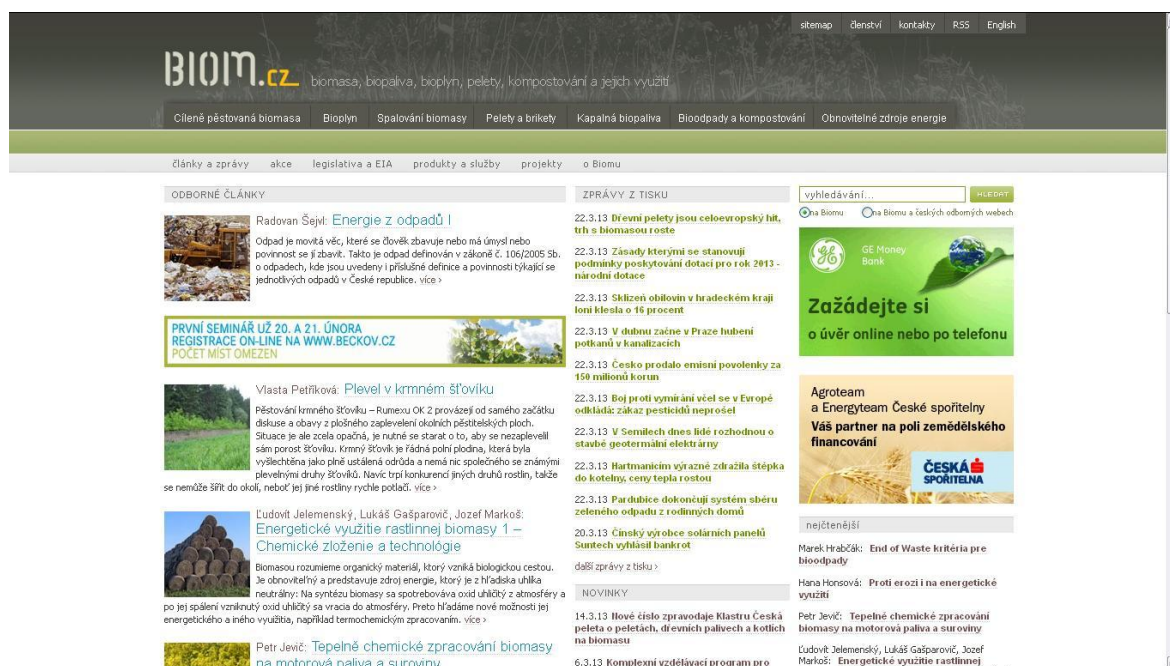 sitemap členství kontakty RSS English
BIOM.cz biomasa, biopaliva, bioplyn, pelety, kompostování a jejich využití
Cíleně pěstovaná biomasa Bioplyn Spalování biomasy Pelety a brikety Kapalná biopaliva Bioodpady a kompostování Obnovitelné zdroje energie
články a zprávy akce legislativa a EIA produkty a služby projekty o Biomu
ODBORNÉ ČLÁNKY
Radovan Šejvl: Energie z odpadů I
Odpad je movitá věc, které se člověk zbavuje nebo má úmysl nebo
povinnost se jí zbavit. Takto je odpad definován v zákoně č. 106/2005 Sb.
o odpadech, kde jsou uvedeny i příslušné definice a povinnosti týkající se
jednotlivých odpadů v České republice. více ›
PRVNÍ SEMINÁŘ UŽ 20. A 21. ÚNORA
REGISTRACE ON-LINE NA WWW.BECKOV.CZ
POČET MÍST OMEZEN
Vlasta Petříková: Plevel v krmném šťovíku
Pěstování krmného šťovíku – Rumexu OK 2 provázejí od samého začátku
diskuse a obavy z plošného zaplevelení okolních pěstitelských ploch.
Situace je ale zcela opačná, je nutné se starat o to, aby se nezaplevelil
sám porost šťovíku. Krmný šťovík je řádná polní plodina, která byla
vyšlechtěna jako plně ustálená odrůda a nemá nic společného se známými
plevelnými druhy šťovíků. Navíc trpí konkurencí jiných druhů rostlin, takže
se nemůže šířit do okolí, neboť jej jiné rostliny rychle potlačí. více ›
Ľudovít Jelemenský, Lukáš Gašparovič, Jozef Markoš:
Energetické využitie rastlinnej biomasy 1 –
Chemické zloženie a technológie
Biomasou rozumieme organický materiál, ktorý vzniká biologickou cestou.
Je obnoviteľný a predstavuje zdroj energie, ktorý je z hľadiska uhlíka
neutrálny: Na syntézu biomasy sa spotrebováva oxid uhličitý z atmosféry a
po jej spálení vzniknutý oxid uhličitý sa vracia do atmosféry. Preto hľadáme nové možnosti jej
energetického a iného využitia, napríklad termochemickým zpracovaním. více ›
Petr Jevič: Tepelně chemické zpracování biomasy
na motorová paliva a suroviny
ZPRÁVY Z TISKU
22.3.13 Dřevní pelety jsou celoevropský hit,
trh s biomasou roste
22.3.13 Zásady kterými se stanovují
podmínky poskytování dotací pro rok 2013 -
národní dotace
22.3.13 Sklizeň obilovin v hradeckém kraji
loni klesla o 16 procent
22.3.13 V dubnu začne v Praze hubení
potkanů v kanalizacích
22.3.13 Česko prodalo emisní povolenky za
150 milionů korun
22.3.13 Boj proti vymírání včel se v Evropě
odkládá: zákaz pesticidů neprošel
22.3.13 V Semilech dnes lidé rozhodnou o
stavbě geotermální elektrárny
22.3.13 Hartmanicím výrazně zdražila štěpka
do kotelny, ceny tepla rostou
22.3.13 Pardubice dokončují systém sběru
zeleného odpadu z rodinných domů
20.3.13 Čínský výrobce solárních panelů
Suntech vyhlásil bankrot
další zprávy z tisku ›
NOVINKY
14.3.13 Nové číslo zpravodaje Klastru Česká
peleta o peletách, dřevních palivech a kotlích
na biomasu
6.3.13 Komplexní vzdělávací program pro
vyhledávání... HLEDAT
na Biomu na Biomu a českých odborných webech
GE Money
Bank
Zažádejte si
o úvěr online nebo po telefonu
Agroteam
a Energyteam České spořitelny
Váš partner na poli zemědělského
financování
ČESKÁ
SPOŘITELNA
nejčtenější
Marek Hrabčák: End of Waste kritéria pre
bioodpady
Hana Honsová: Proti erozi i na energetické
využití
Petr Jevič: Tepelně chemické zpracování
biomasy na motorová paliva a suroviny
Ľudovít Jelemenský, Lukáš Gašparovič, Jozef
Markoš: Energetické využitie rastlinnej